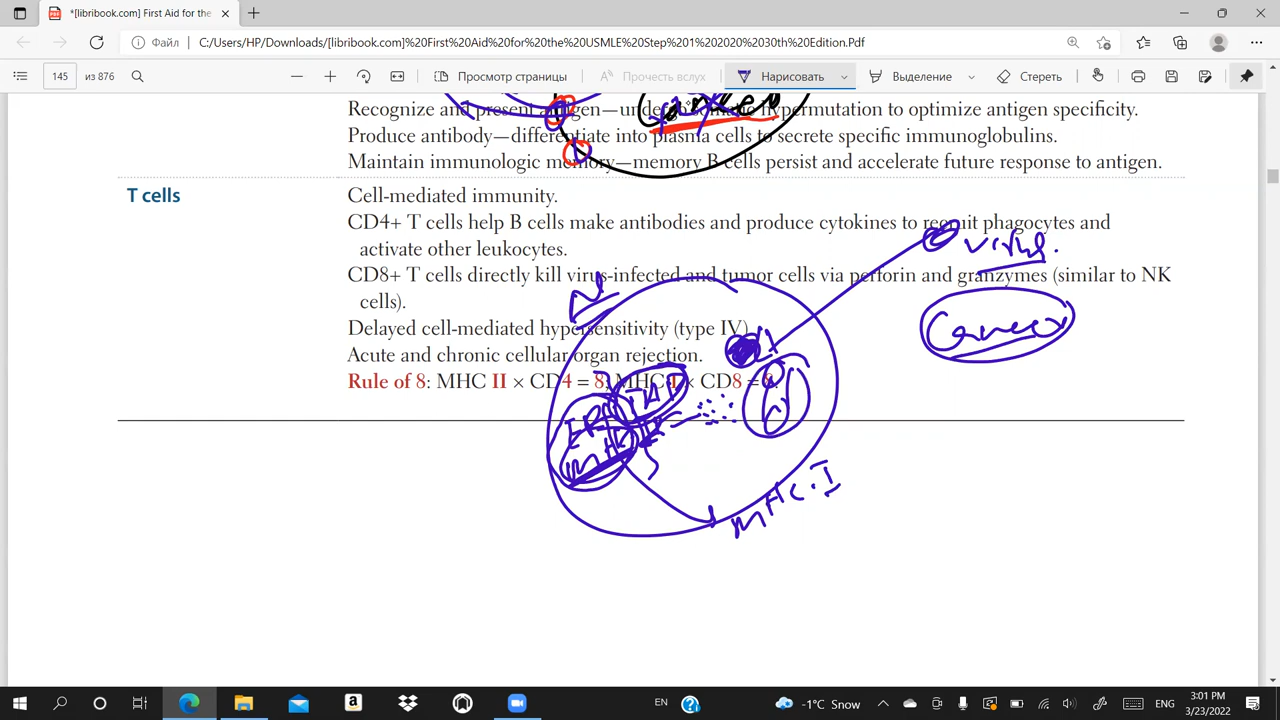 *[libribook.com] First Aid for the
Файл
C:/Users/HP/Downloads/[libribook.com]%20First%20Aid%20for%20the%20USMLE%20Step%201%202020%2030th%20Edition.Pdf
145 из 876
Просмотр страницы
Прочесть вслух
Нарисовать
Выделение
Стереть
Cancer
Recognize and present antigen—under somatic hypermutation to optimize antigen specificity.
Produce antibody—differentiate into plasma cells to secrete specific immunoglobulins.
Maintain immunologic memory—memory B cells persist and accelerate future response to antigen.
T cells
Cell-mediated immunity.
CD4+ T cells help B cells make antibodies and produce cytokines to recruit phagocytes and
activate other leukocytes.
virus.
CD8+ T cells directly kill virus-infected and tumor cells via perforin and granzymes (similar to NK
cells).
N
Cancer
Delayed cell-mediated hypersensitivity (type IV).
Acute and chronic cellular organ rejection.
Rule of 8: MHC II × CD4 = 8; MHC I × CD8 = 8.
TAP
MHC-I
EN
-1°C Snow
ENG
3:01 PM
3/23/2022